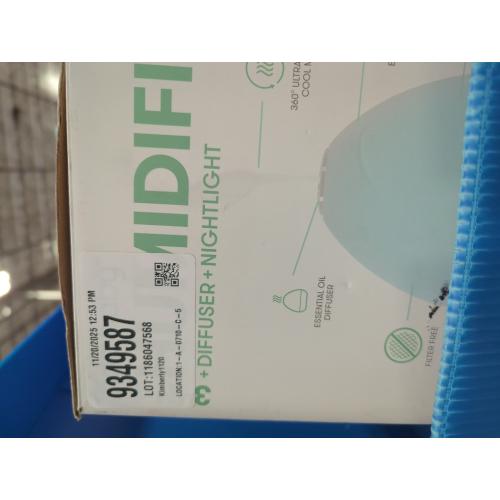 11/20/2025 12:53 PM
9349587
LOT:1186047568
Kimberly1120
LOCATION:1-A-0710-C-5
MIDIFI
3 + DIFFUSER + NIGHTLIGHT
360° ULTRA
COOL M
E
ESSENTIAL OIL
DIFFUSER
FILTER FREE